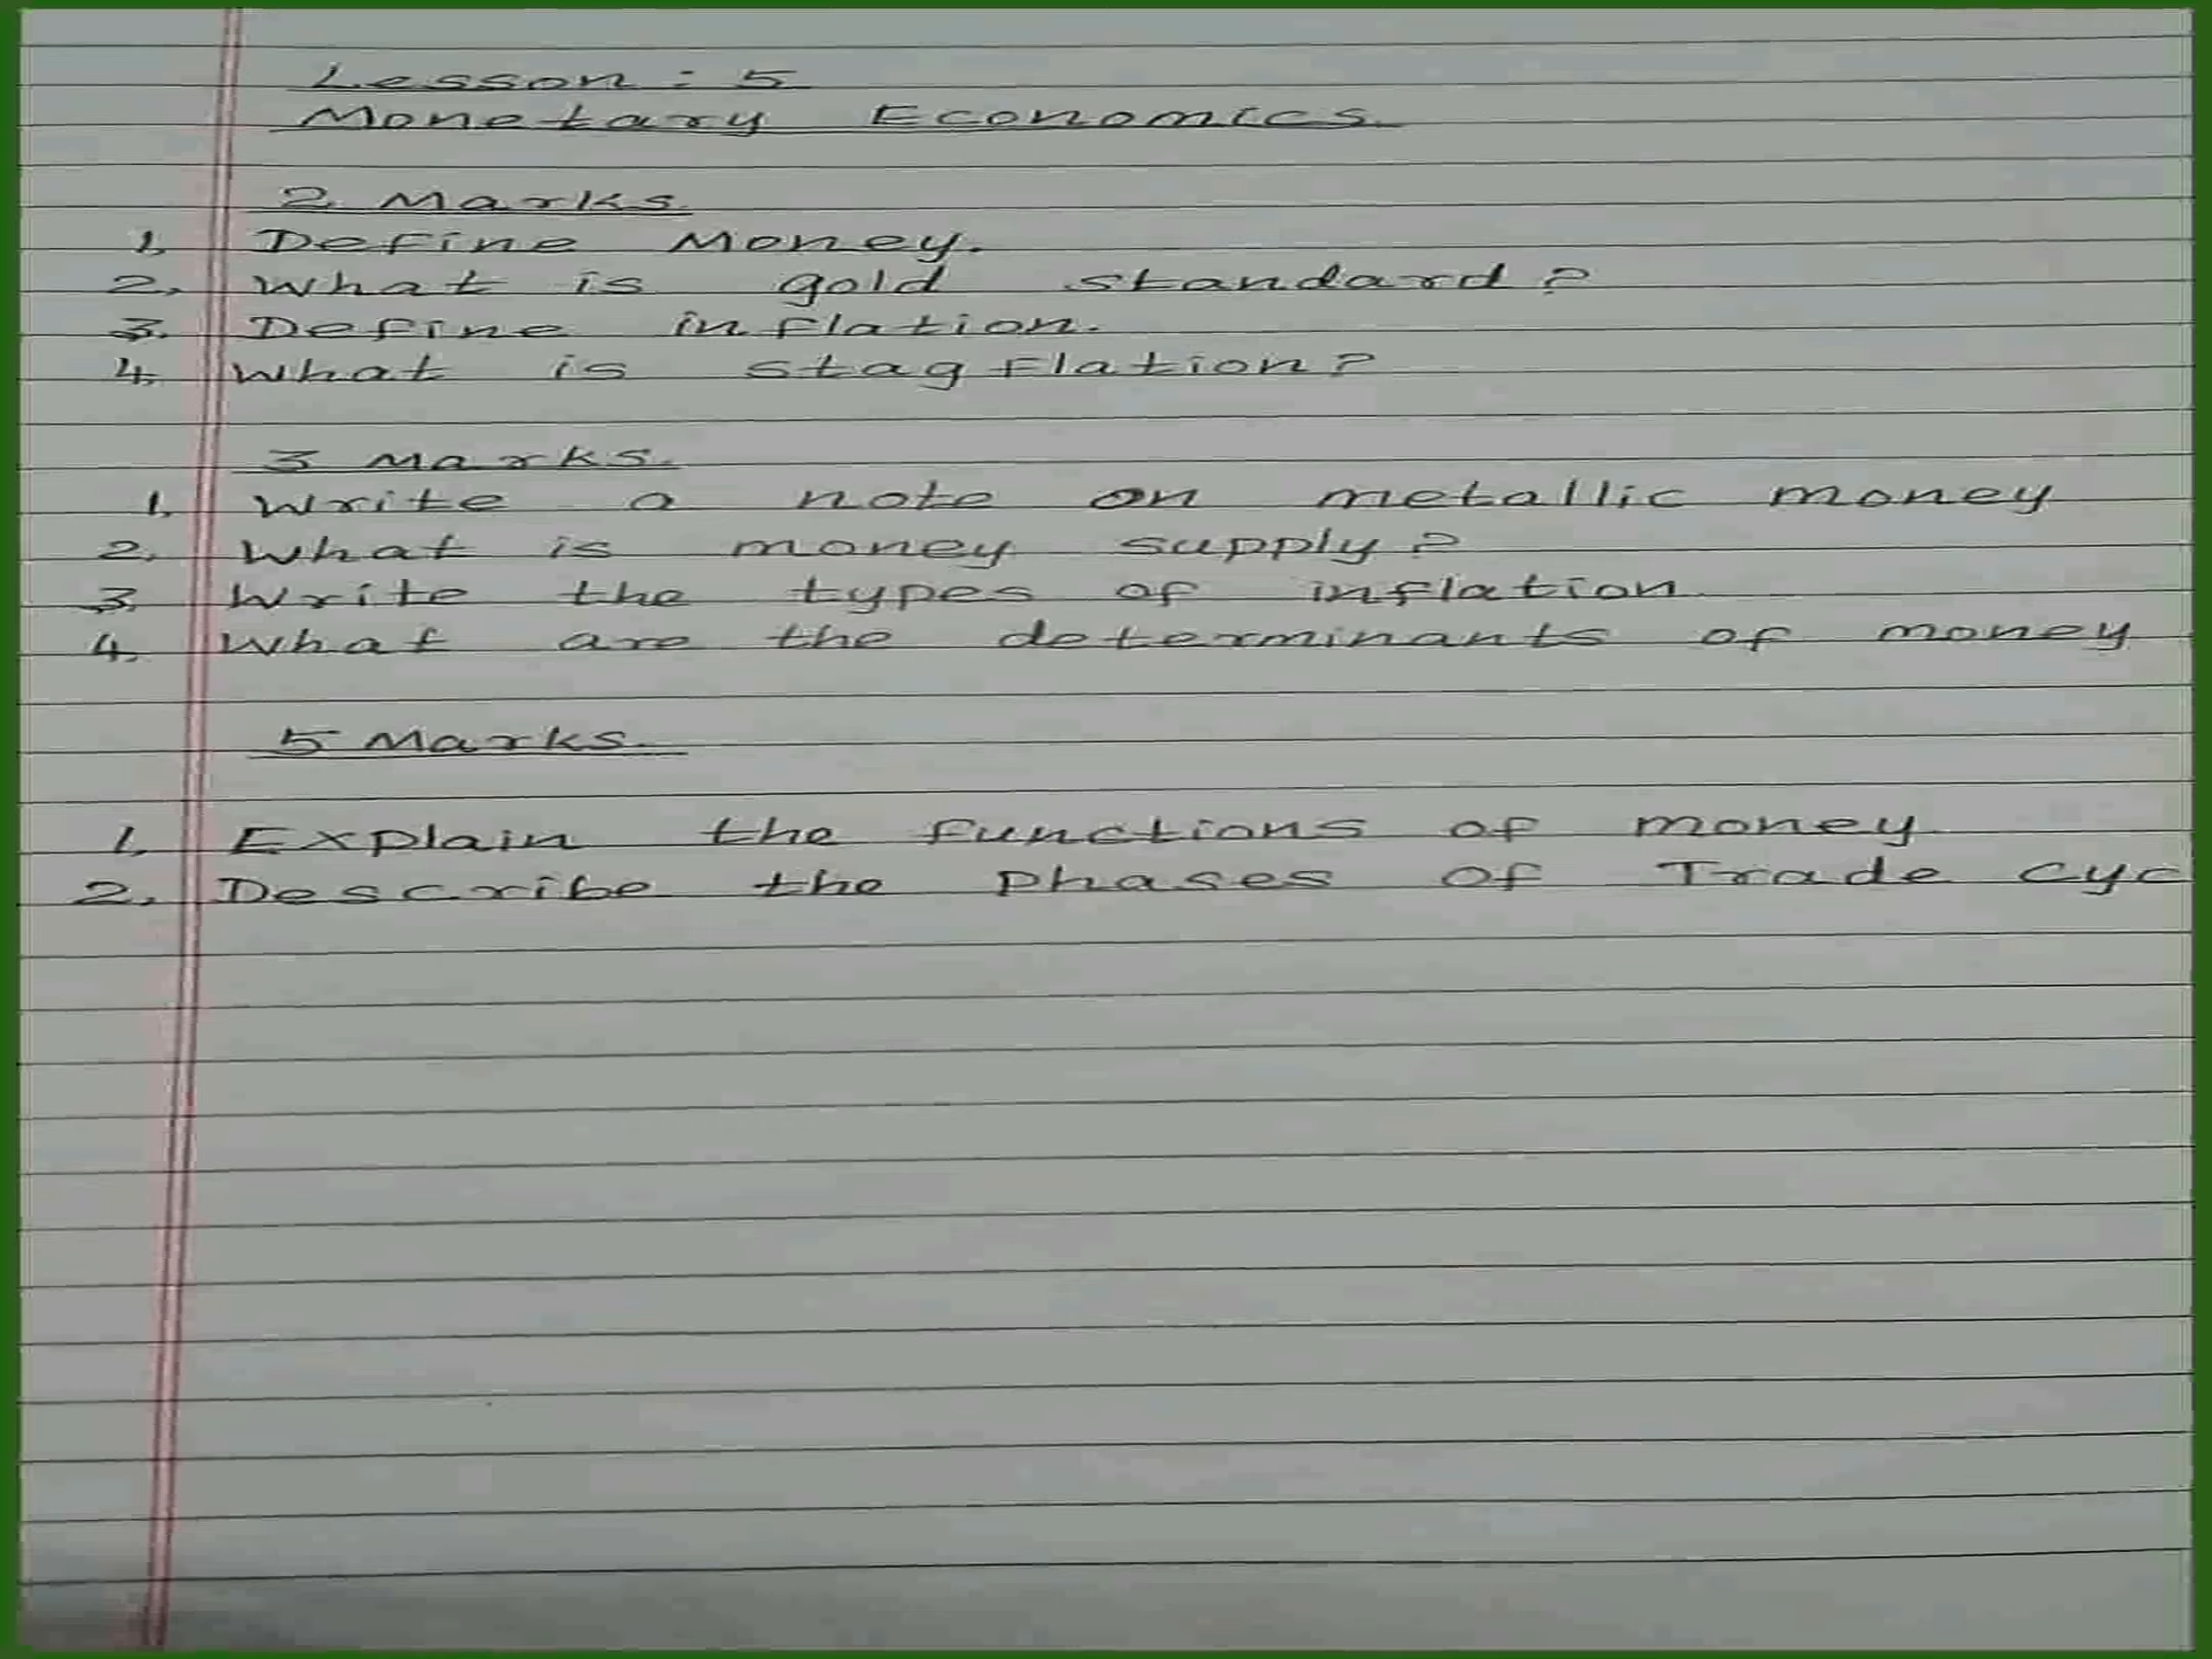 Lesson : 5
Monetary Economics.
2 Marks
1. Define Money.
2. What is gold standard?
3. Define inflation.
4. What is stagflation?
3 Marks.
1. Write a note on metallic money
2. What is money supply?
3. Write the types of inflation
4. What are the determinants of money
5 Marks.
1. Explain the functions of money
2. Describe the Phases of Trade Cyc